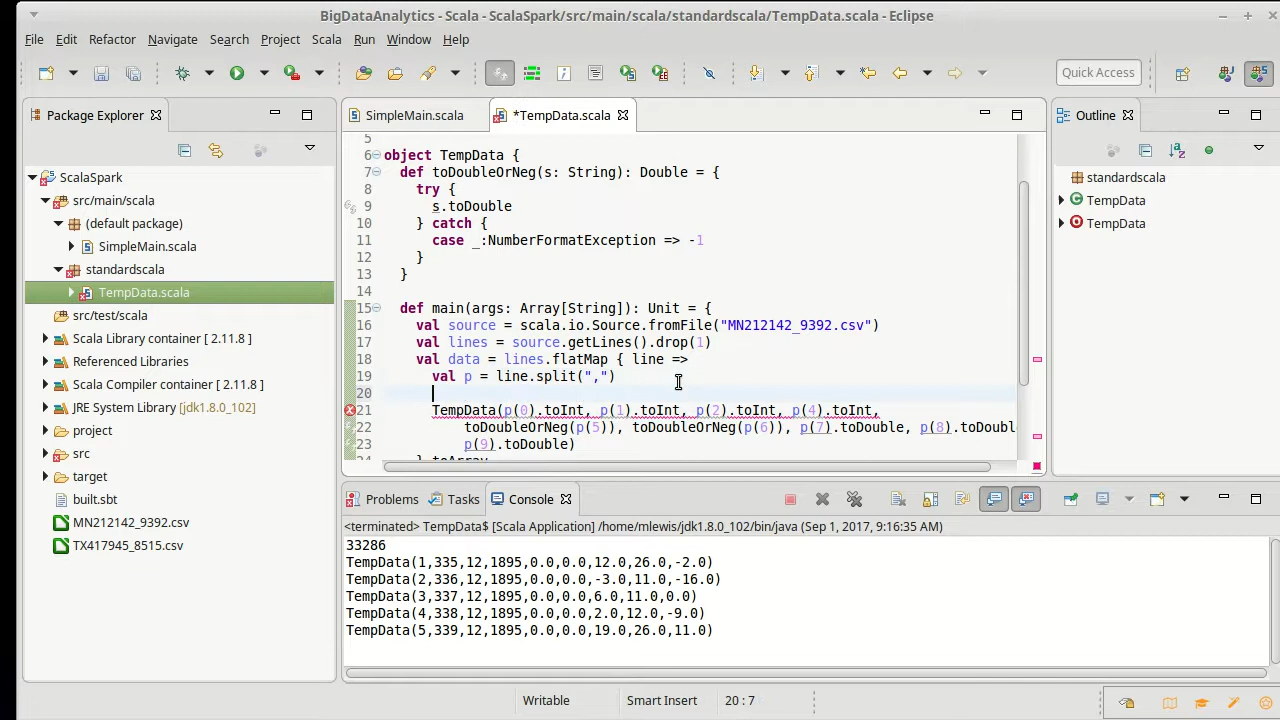 BigDataAnalytics - Scala - ScalaSpark/src/main/scala/standardscala/TempData.scala - Eclipse
File Edit Refactor Navigate Search Project Scala Run Window Help
Quick Access
Package Explorer
ScalaSpark
src/main/scala
(default package)
SimpleMain.scala
standardscala
TempData.scala
src/test/scala
Scala Library container [ 2.11.8 ]
Referenced Libraries
Scala Compiler container [ 2.11.8 ]
JRE System Library [jdk1.8.0_102]
project
src
target
built.sbt
MN212142_9392.csv
TX417945_8515.csv
SimpleMain.scala *TempData.scala
5
6 object TempData {
7 def toDoubleOrNeg(s: String): Double = {
8 try {
9 s.toDouble
10 } catch {
11 case _:NumberFormatException => -1
12 }
13 }
14
15 def main(args: Array[String]): Unit = {
16 val source = scala.io.Source.fromFile("MN212142_9392.csv")
17 val lines = source.getLines().drop(1)
18 val data = lines.flatMap { line =>
19 val p = line.split(",")
20
21 TempData(p(0).toInt, p(1).toInt, p(2).toInt, p(4).toInt,
22 toDoubleOrNeg(p(5)), toDoubleOrNeg(p(6)), p(7).toDouble, p(8).toDoubl
23 p(9).toDouble)
24 }.toArray
Outline
standardscala
TempData
TempData
Problems Tasks Console
<terminated> TempData$ [Scala Application] /home/mlewis/jdk1.8.0_102/bin/java (Sep 1, 2017, 9:16:35 AM)
33286
TempData(1,335,12,1895,0.0,0.0,12.0,26.0,-2.0)
TempData(2,336,12,1895,0.0,0.0,-3.0,11.0,-16.0)
TempData(3,337,12,1895,0.0,0.0,6.0,11.0,0.0)
TempData(4,338,12,1895,0.0,0.0,2.0,12.0,-9.0)
TempData(5,339,12,1895,0.0,0.0,19.0,26.0,11.0)
Writable Smart Insert 20 : 7